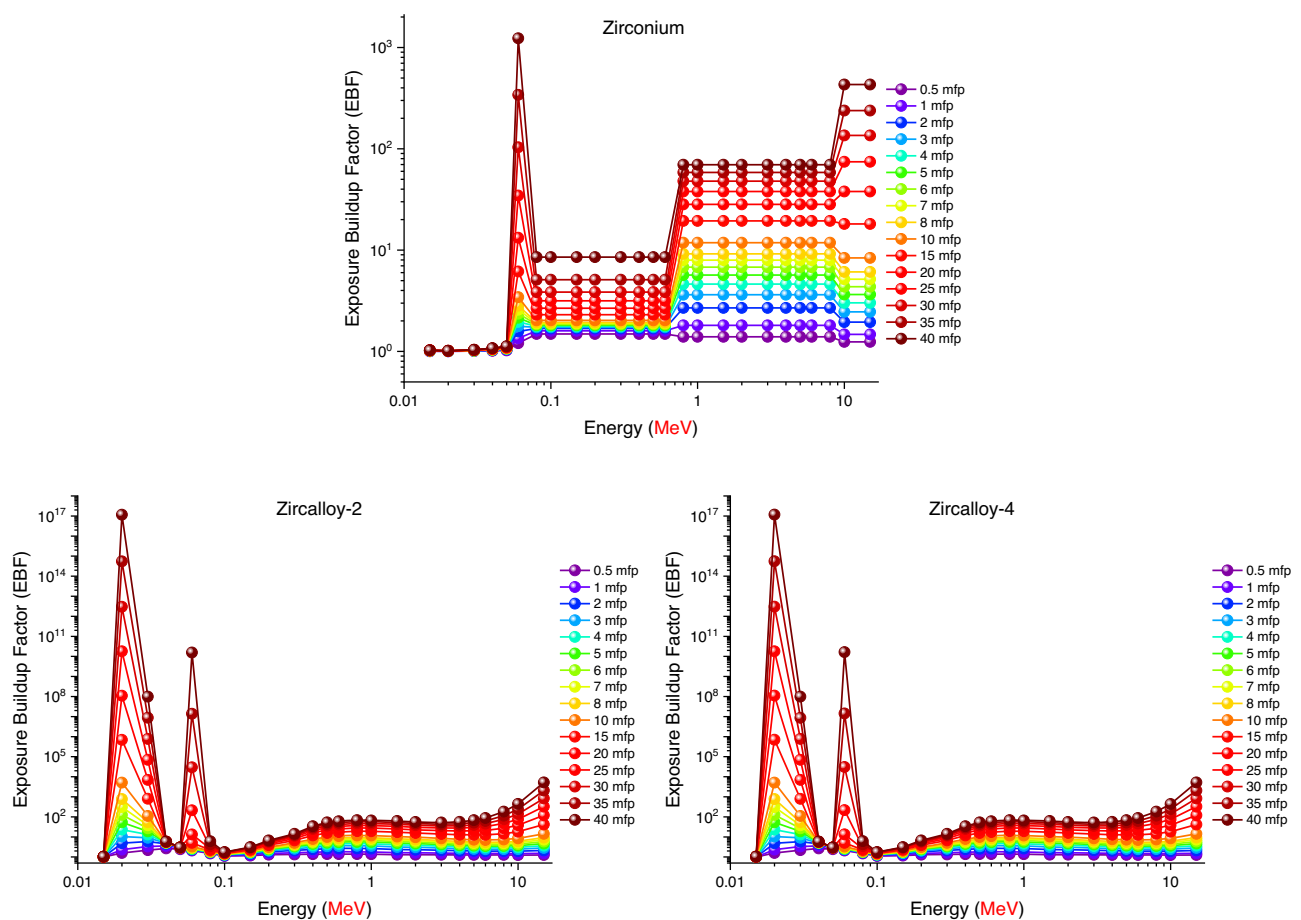 Zirconium
Exposure Buildup Factor (EBF)
10³
10²
10¹
10⁰
0.01
0.1
1
10
Energy (MeV)
0.5 mfp
1 mfp
2 mfp
3 mfp
4 mfp
5 mfp
6 mfp
7 mfp
8 mfp
10 mfp
15 mfp
20 mfp
25 mfp
30 mfp
35 mfp
40 mfp
Zircalloy-2
Exposure Buildup Factor (EBF)
10¹⁷
10¹⁴
10¹¹
10⁸
10⁵
10²
0.01
0.1
1
10
Energy (MeV)
0.5 mfp
1 mfp
2 mfp
3 mfp
4 mfp
5 mfp
6 mfp
7 mfp
8 mfp
10 mfp
15 mfp
20 mfp
25 mfp
30 mfp
35 mfp
40 mfp
Zircalloy-4
Exposure Buildup Factor (EBF)
10¹⁷
10¹⁴
10¹¹
10⁸
10⁵
10²
0.01
0.1
1
10
Energy (MeV)
0.5 mfp
1 mfp
2 mfp
3 mfp
4 mfp
5 mfp
6 mfp
7 mfp
8 mfp
10 mfp
15 mfp
20 mfp
25 mfp
30 mfp
35 mfp
40 mfp